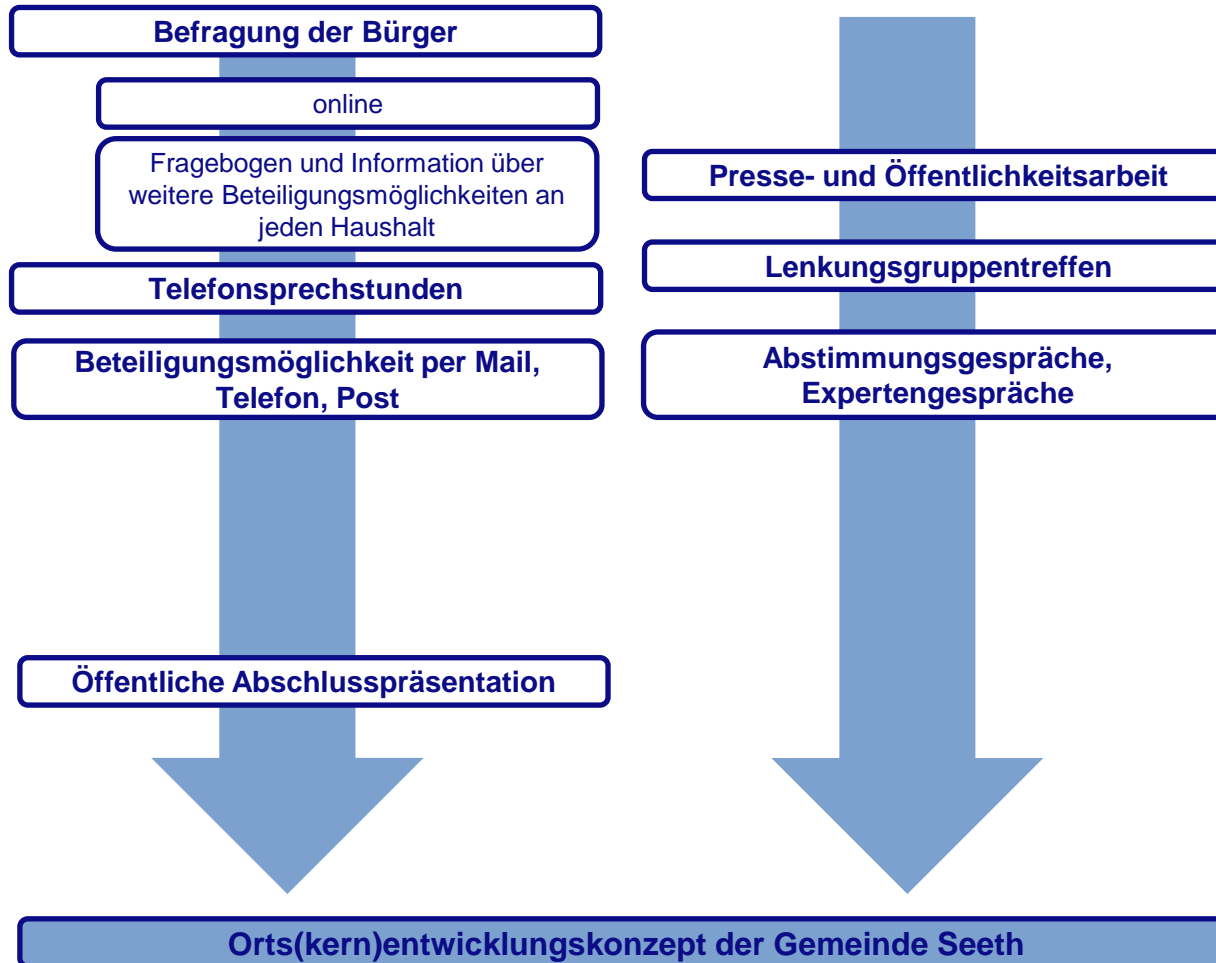 Befragung der Bürger
online
Fragebogen und Information über
weitere Beteiligungsmöglichkeiten an
jeden Haushalt
Telefonsprechstunden
Beteiligungsmöglichkeit per Mail,
Telefon, Post
Öffentliche Abschlusspräsentation
Presse- und Öffentlichkeitsarbeit
Lenkungsgruppentreffen
Abstimmungsgespräche,
Expertengespräche
Orts(kern)entwicklungskonzept der Gemeinde Seeth